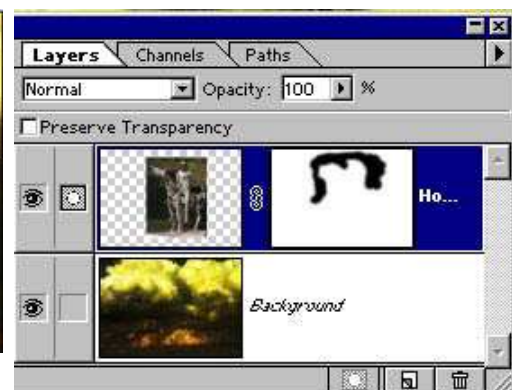 Layers Channels Paths
Normal Opacity: 100 %
Preserve Transparency
Ho...
Background